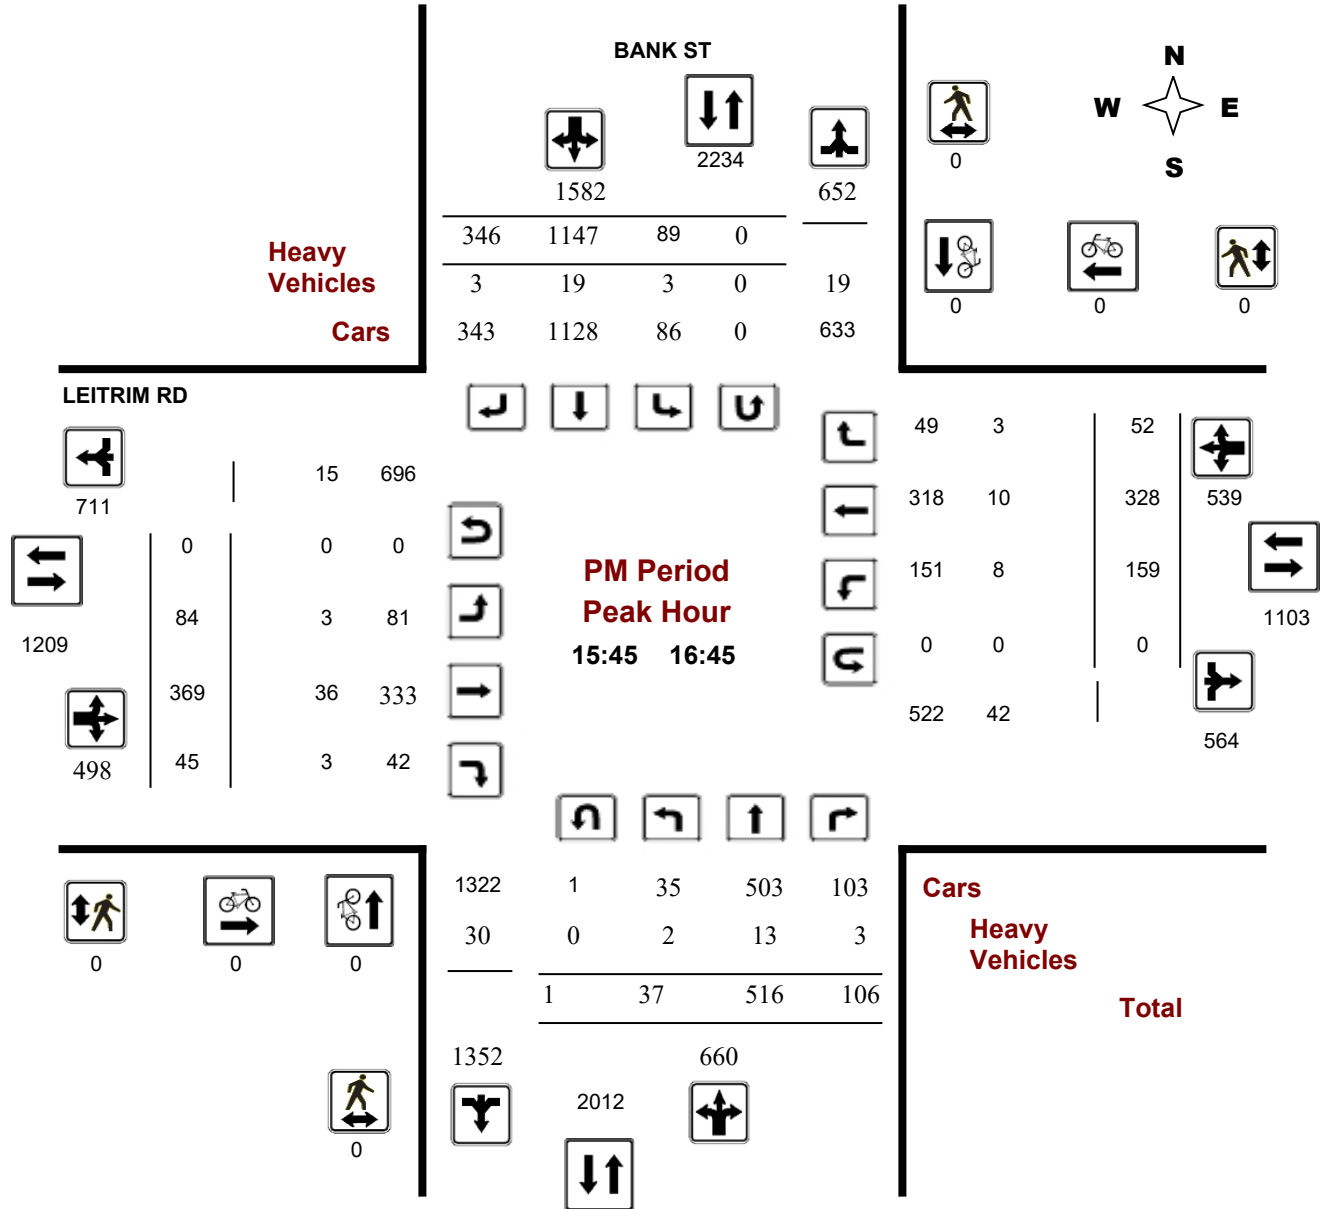 BANK ST
N
W E
S
2234
0
1582
652
346 1147 89 0
Heavy
Vehicles
3 19 3 0 19
0 0 0
Cars
343 1128 86 0 633
LEITRIM RD
49 3 52
15 696
711
318 10 328 539
0 0 0
PM Period
151 8 159
Peak Hour
84 3 81
1103
1209
15:45 16:45
0 0 0
369 36 333
522 42
564
498
45 3 42
1322 1 35 503 103
Cars
30 0 2 13 3
Heavy
Vehicles
0 0 0
1 37 516 106
Total
1352 660
2012
0